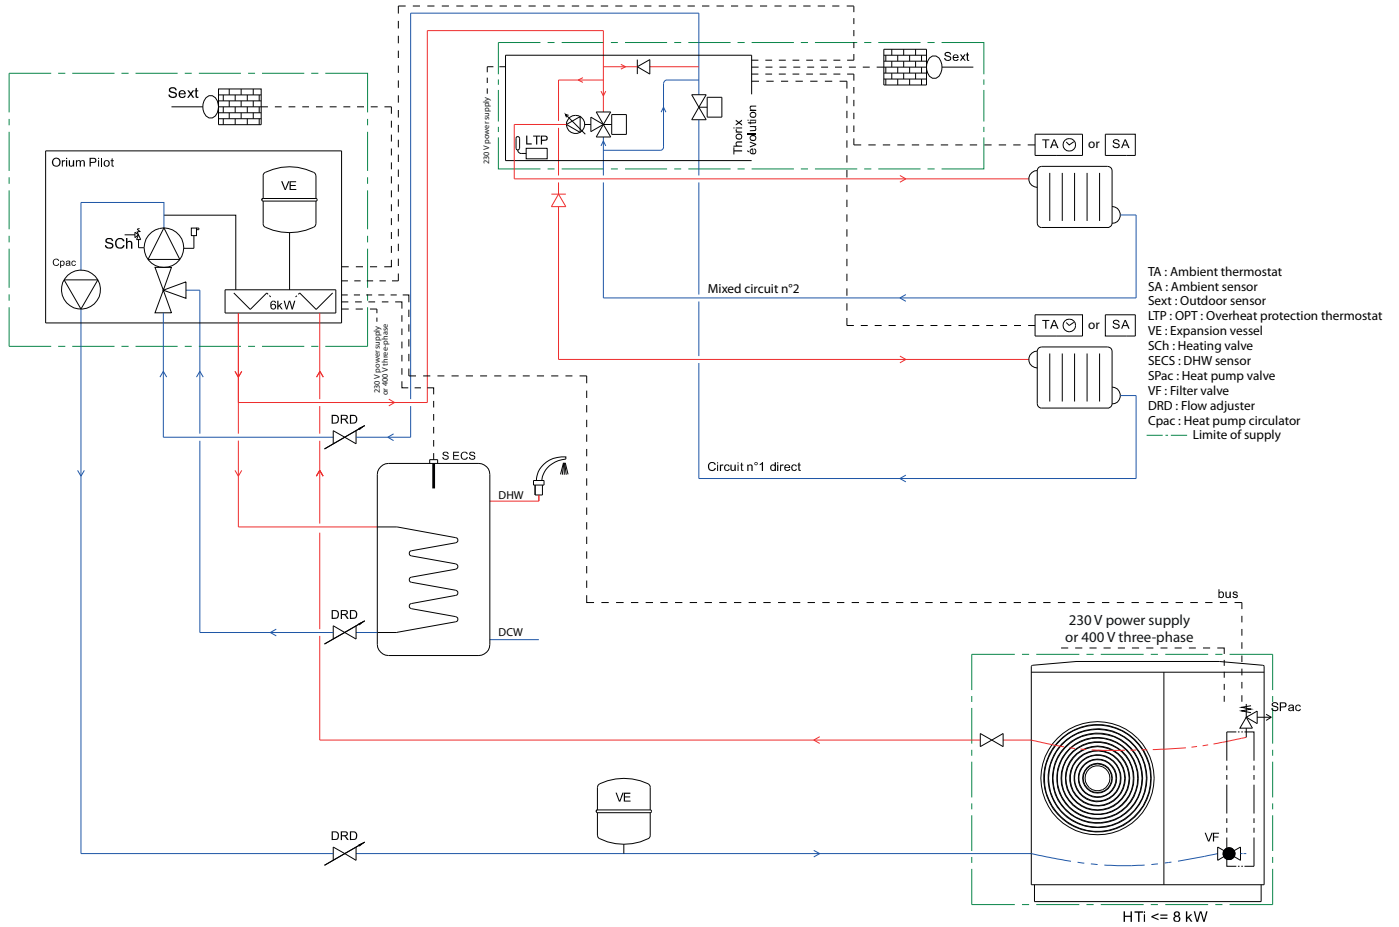 Sext
Orium Pilot
VE
SCh
Cpac
6kW
230 V power supply
or 400 V three-phase
230 V power supply
LTP
Thorix
évolution
Sext
TA or SA
Mixed circuit n°2
TA or SA
Circuit n°1 direct
TA : Ambient thermostat
SA : Ambient sensor
Sext : Outdoor sensor
LTP : OPT : Overheat protection thermostat
VE : Expansion vessel
SCh : Heating valve
SECS : DHW sensor
SPac : Heat pump valve
VF : Filter valve
DRD : Flow adjuster
Cpac : Heat pump circulator
Limite of supply
DRD
S ECS
DHW
DRD
DCW
bus
230 V power supply
or 400 V three-phase
SPac
VE
DRD
VF
HTi <= 8 kW